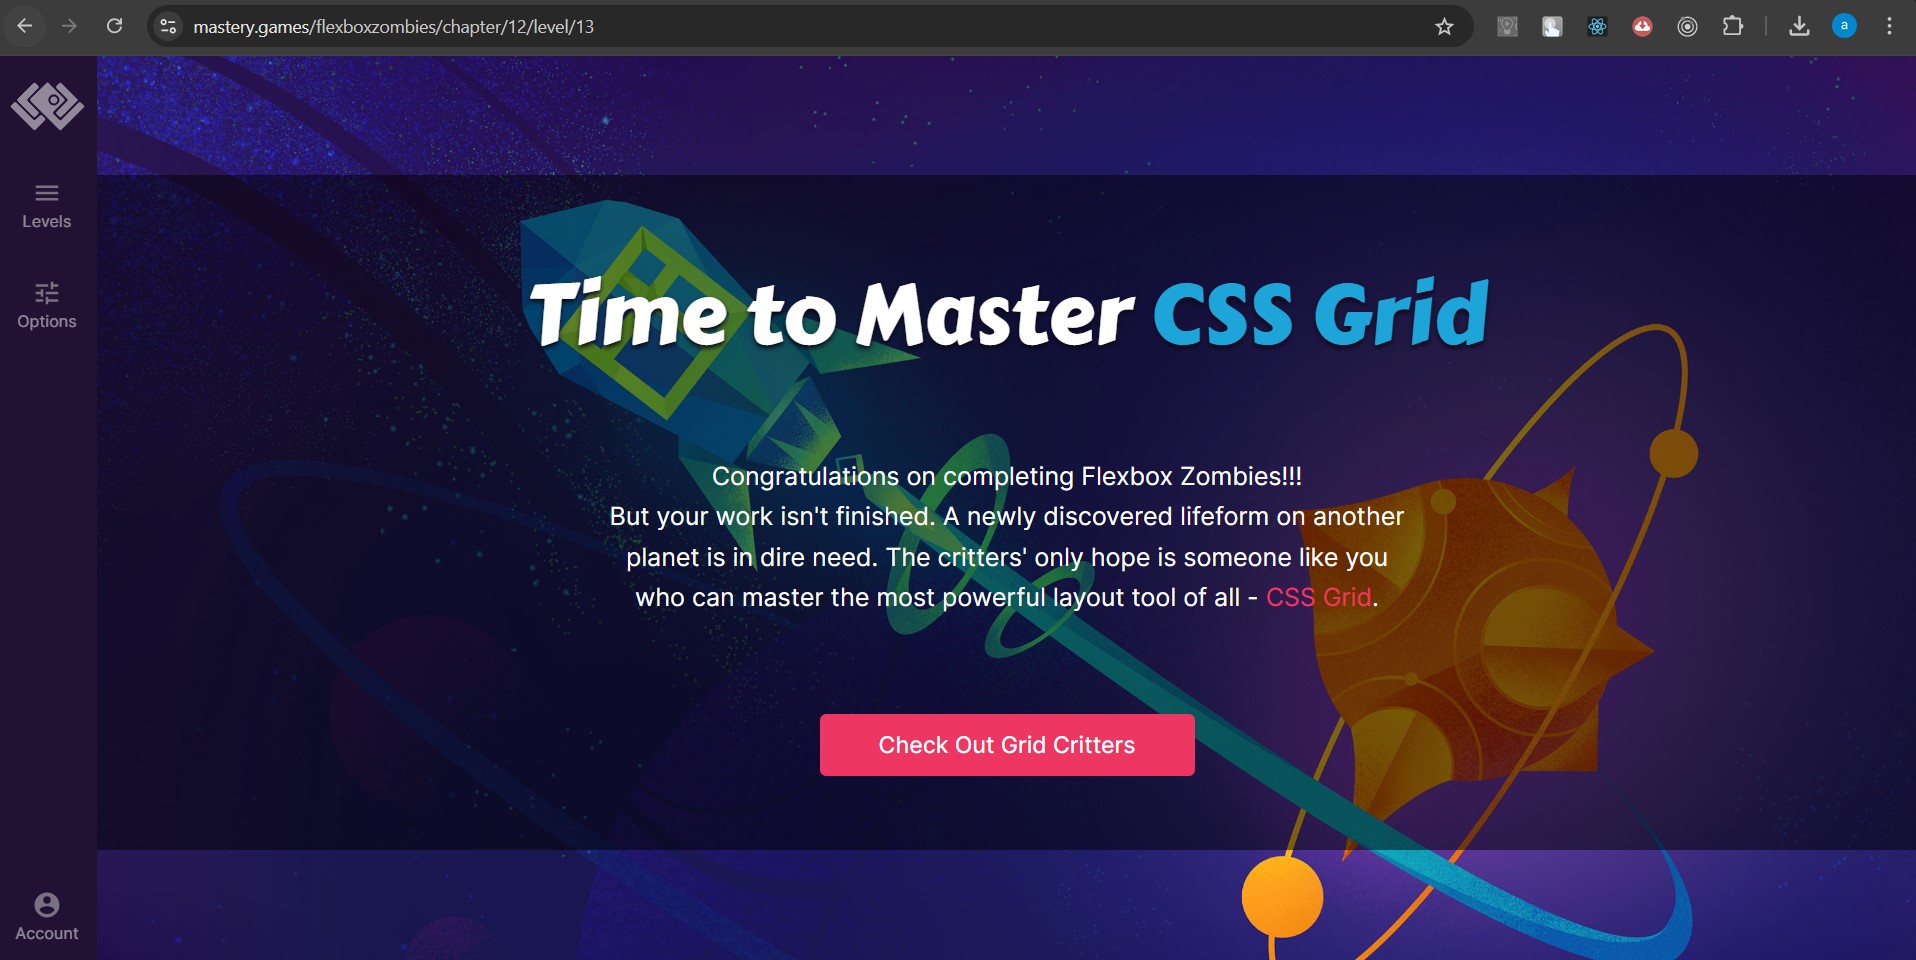 mastery.games/flexboxzombies/chapter/12/level/13
a
Levels
Options
Time to Master CSS Grid
Congratulations on completing Flexbox Zombies!!!
But your work isn't finished. A newly discovered lifeform on another
planet is in dire need. The critters' only hope is someone like you
who can master the most powerful layout tool of all - CSS Grid.
Check Out Grid Critters
Account